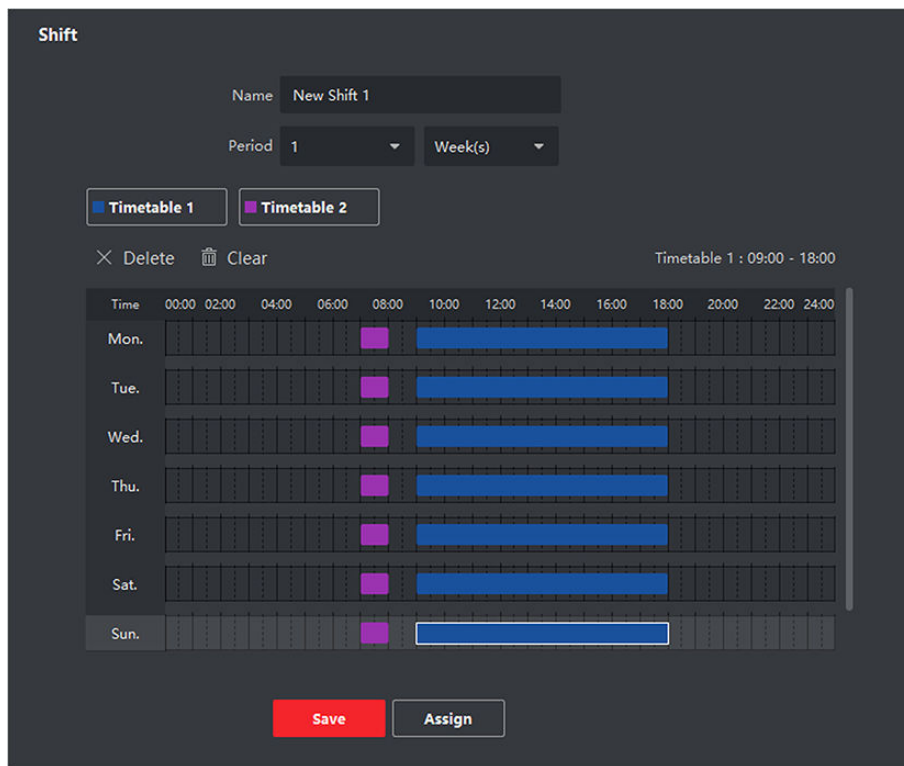 Shift
Name New Shift 1
Period 1 Week(s)
Timetable 1 Timetable 2
Delete Clear Timetable 1 : 09:00 - 18:00
Time 00:00 02:00 04:00 06:00 08:00 10:00 12:00 14:00 16:00 18:00 20:00 22:00 24:00
Mon.
Tue.
Wed.
Thu.
Fri.
Sat.
Sun.
Save Assign